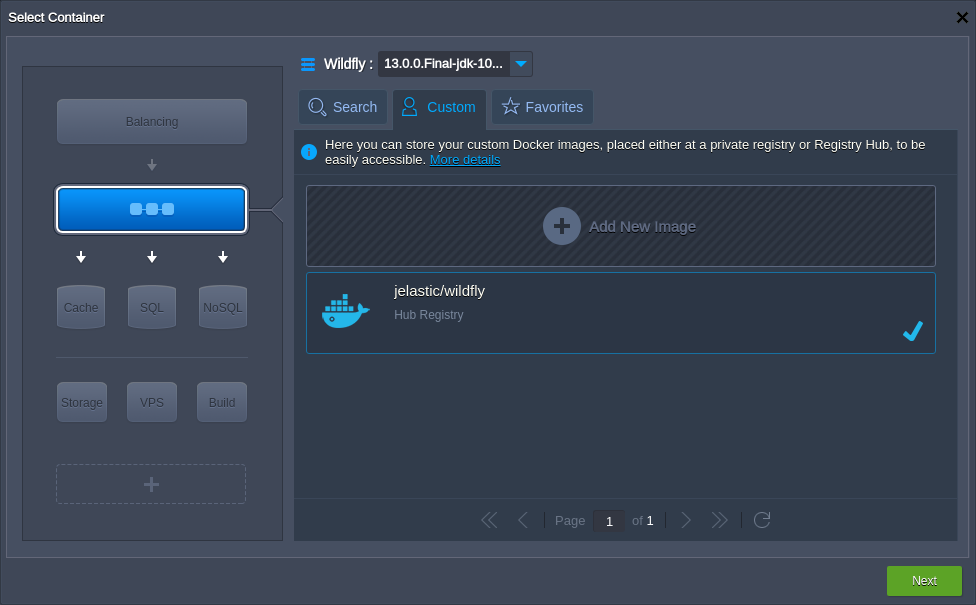 Select Container
Wildfly : 13.0.0.Final-jdk-10...
Search Custom Favorites
Here you can store your custom Docker images, placed either at a private registry or Registry Hub, to be
easily accessible. More details
Balancing
Add New Image
Cache SQL NoSQL
jelastic/wildfly
Hub Registry
Storage VPS Build
Page 1 of 1
Next